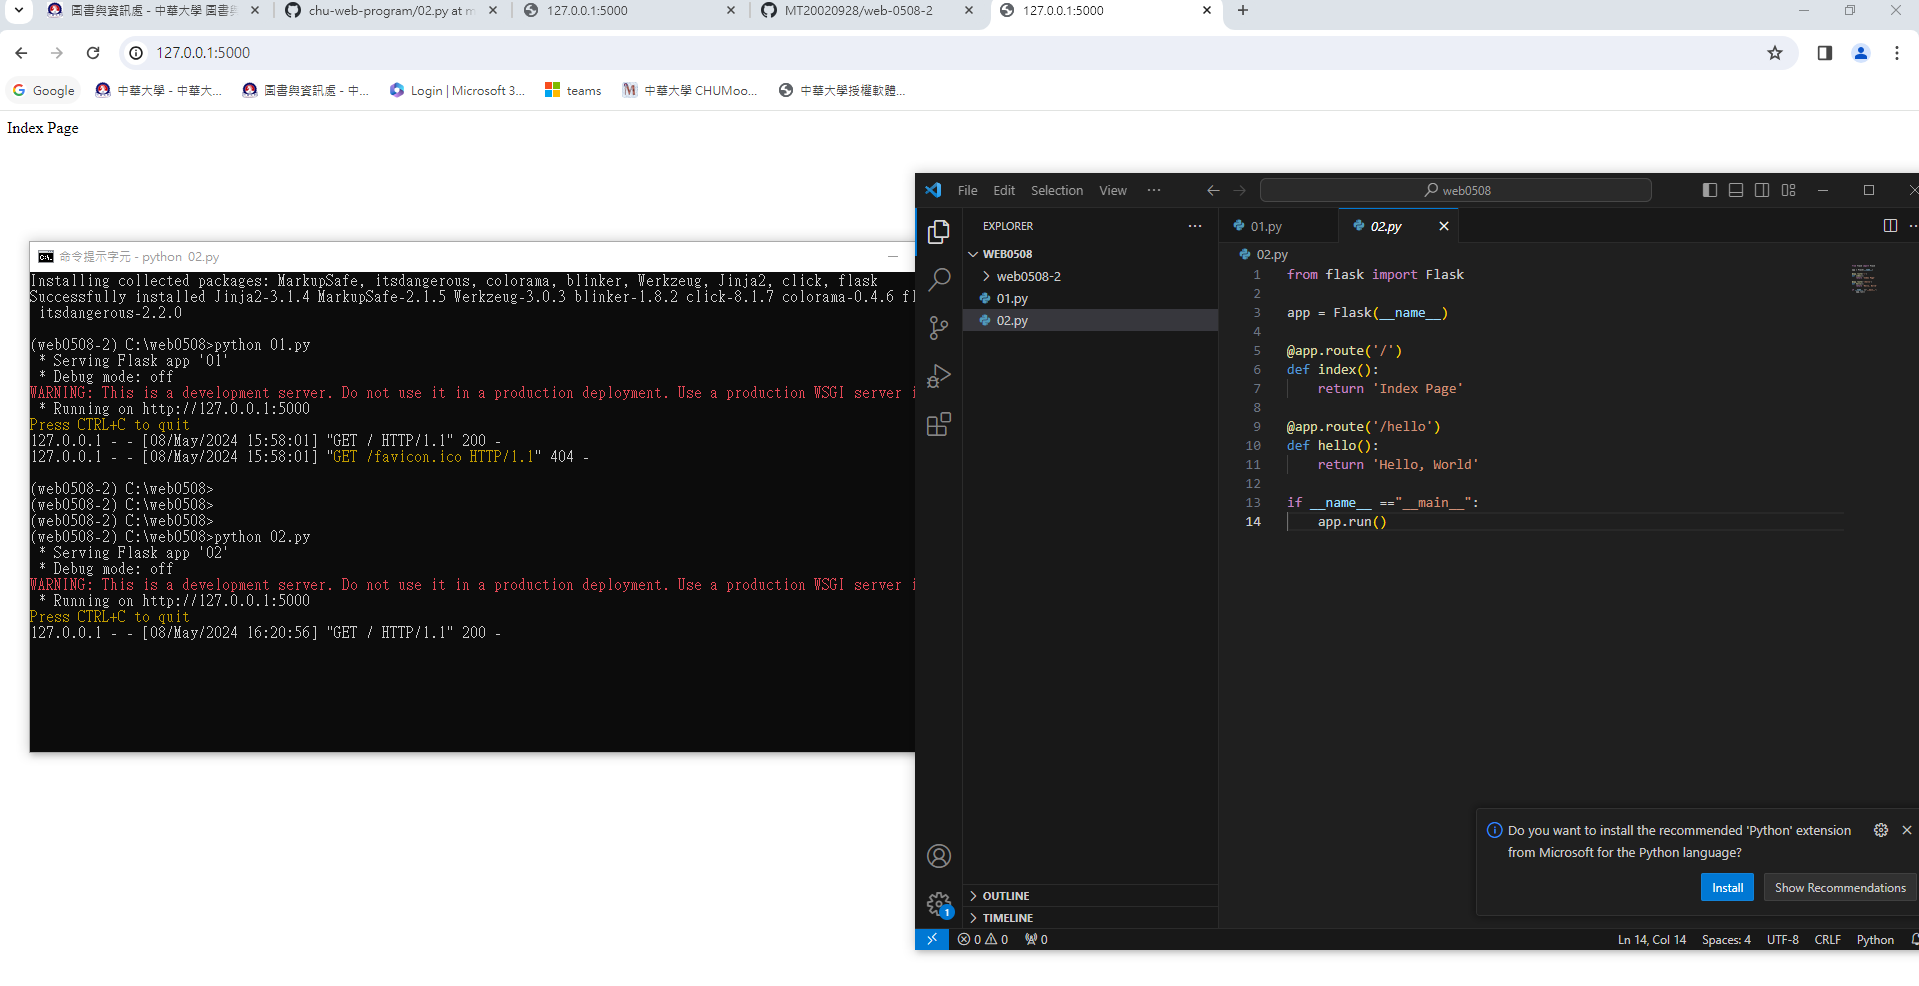 圖書與資訊處 - 中華大學 圖書與
chu-web-program/02.py at m
127.0.0.1:5000
MT20020928/web-0508-2
127.0.0.1:5000
127.0.0.1:5000
Google
中華大學 - 中華大...
圖書與資訊處 - 中...
Login | Microsoft 3...
teams
中華大學 CHUMoo...
中華大學授權軟體...
Index Page
命令提示字元 - python 02.py
Installing collected packages: MarkupSafe, itsdangerous, colorama, blinker, Werkzeug, Jinja2, click, flask
Successfully installed Jinja2-3.1.4 MarkupSafe-2.1.5 Werkzeug-3.0.3 blinker-1.8.2 click-8.1.7 colorama-0.4.6 fl
itsdangerous-2.2.0
(web0508-2) C:\web0508>python 01.py
* Serving Flask app '01'
* Debug mode: off
WARNING: This is a development server. Do not use it in a production deployment. Use a production WSGI server i
* Running on http://127.0.0.1:5000
Press CTRL+C to quit
127.0.0.1 - - [08/May/2024 15:58:01] "GET / HTTP/1.1" 200 -
127.0.0.1 - - [08/May/2024 15:58:01] "GET /favicon.ico HTTP/1.1" 404 -
(web0508-2) C:\web0508>
(web0508-2) C:\web0508>
(web0508-2) C:\web0508>
(web0508-2) C:\web0508>python 02.py
* Serving Flask app '02'
* Debug mode: off
WARNING: This is a development server. Do not use it in a production deployment. Use a production WSGI server i
* Running on http://127.0.0.1:5000
Press CTRL+C to quit
127.0.0.1 - - [08/May/2024 16:20:56] "GET / HTTP/1.1" 200 -
File Edit Selection View ···
web0508
EXPLORER
WEB0508
web0508-2
01.py
02.py
OUTLINE
TIMELINE
01.py
02.py
02.py
1 from flask import Flask
2
3 app = Flask(__name__)
4
5 @app.route('/')
6 def index():
7 return 'Index Page'
8
9 @app.route('/hello')
10 def hello():
11 return 'Hello, World'
12
13 if __name__ =="__main__":
14 app.run()
Do you want to install the recommended 'Python' extension
from Microsoft for the Python language?
Install
Show Recommendations
1
0 0 0
Ln 14, Col 14 Spaces: 4 UTF-8 CRLF Python